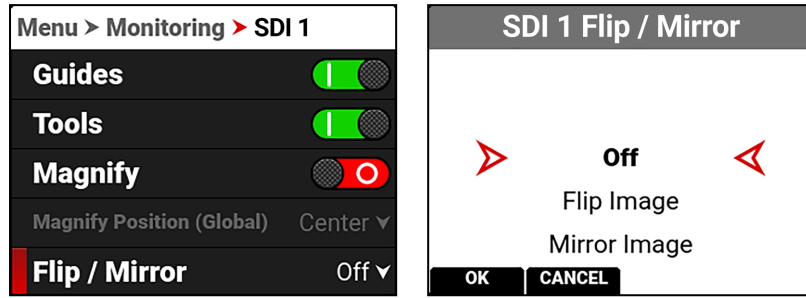 Menu > Monitoring > SDI 1
Guides
Tools
Magnify
Magnify Position (Global) Center
Flip / Mirror Off
SDI 1 Flip / Mirror
Off
Flip Image
Mirror Image
OK CANCEL